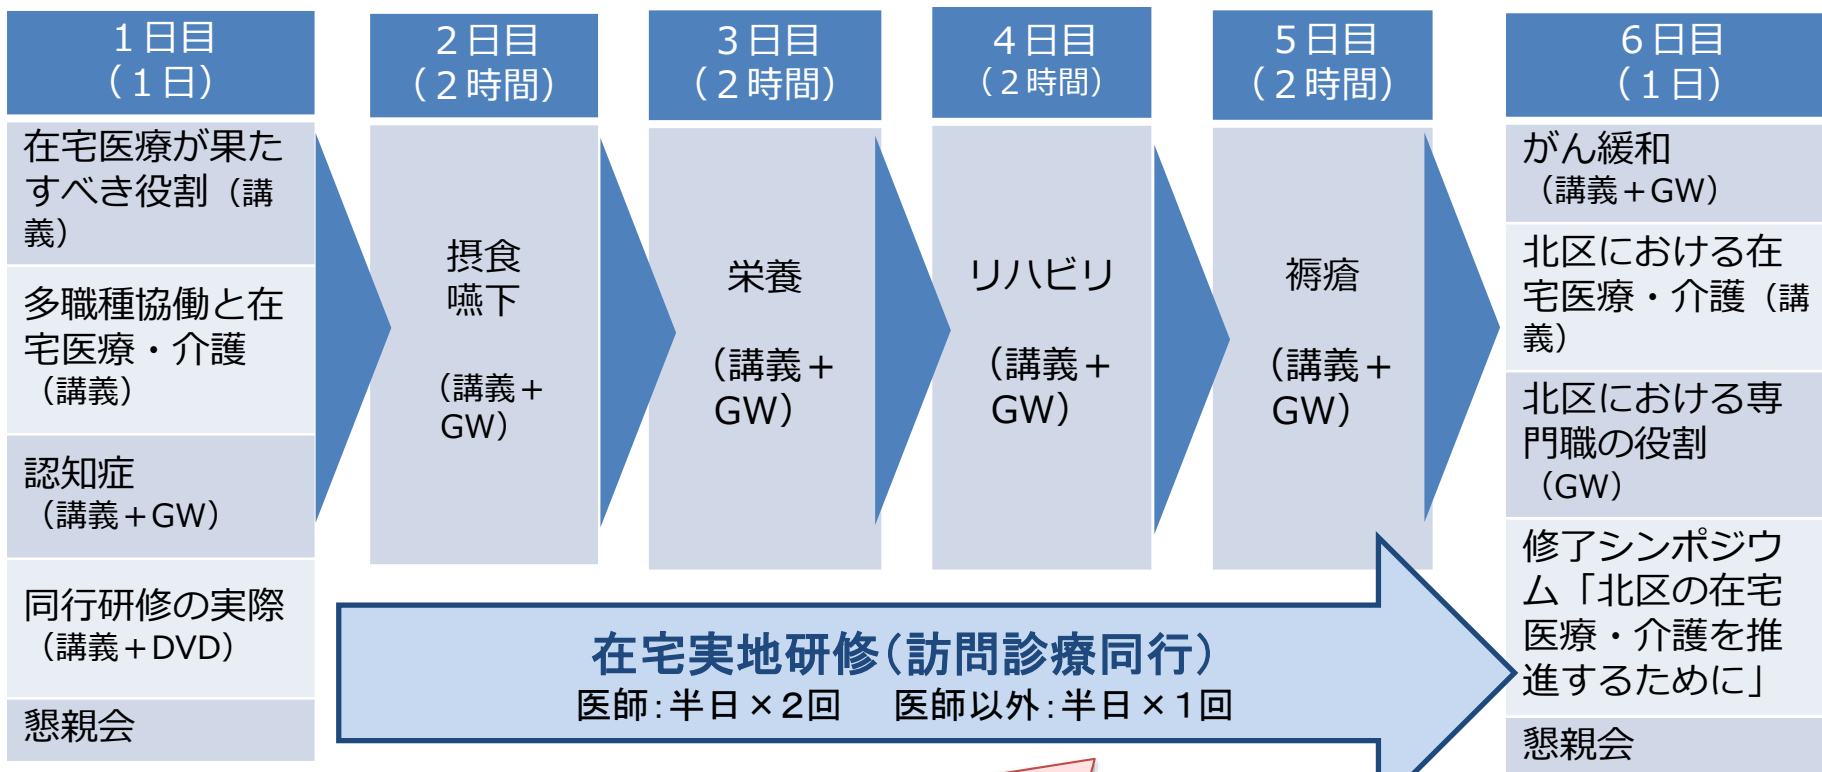 1日目
（1日）
在宅医療が果た
すべき役割（講
義）
多職種協働と在
宅医療・介護
（講義）
認知症
（講義＋GW）
同行研修の実際
（講義＋DVD）
懇親会
2日目
（2時間）
摂食
嚥下
（講義＋
GW）
3日目
（2時間）
栄養
（講義＋
GW）
4日目
（2時間）
リハビリ
（講義＋
GW）
5日目
（2時間）
褥瘡
（講義＋
GW）
6日目
（1日）
がん緩和
（講義＋GW）
北区における在
宅医療・介護（講
義）
北区における専
門職の役割
（GW）
修了シンポジウ
ム「北区の在宅
医療・介護を推
進するために」
懇親会
在宅実地研修（訪問診療同行）
医師：半日×2回　医師以外：半日×1回